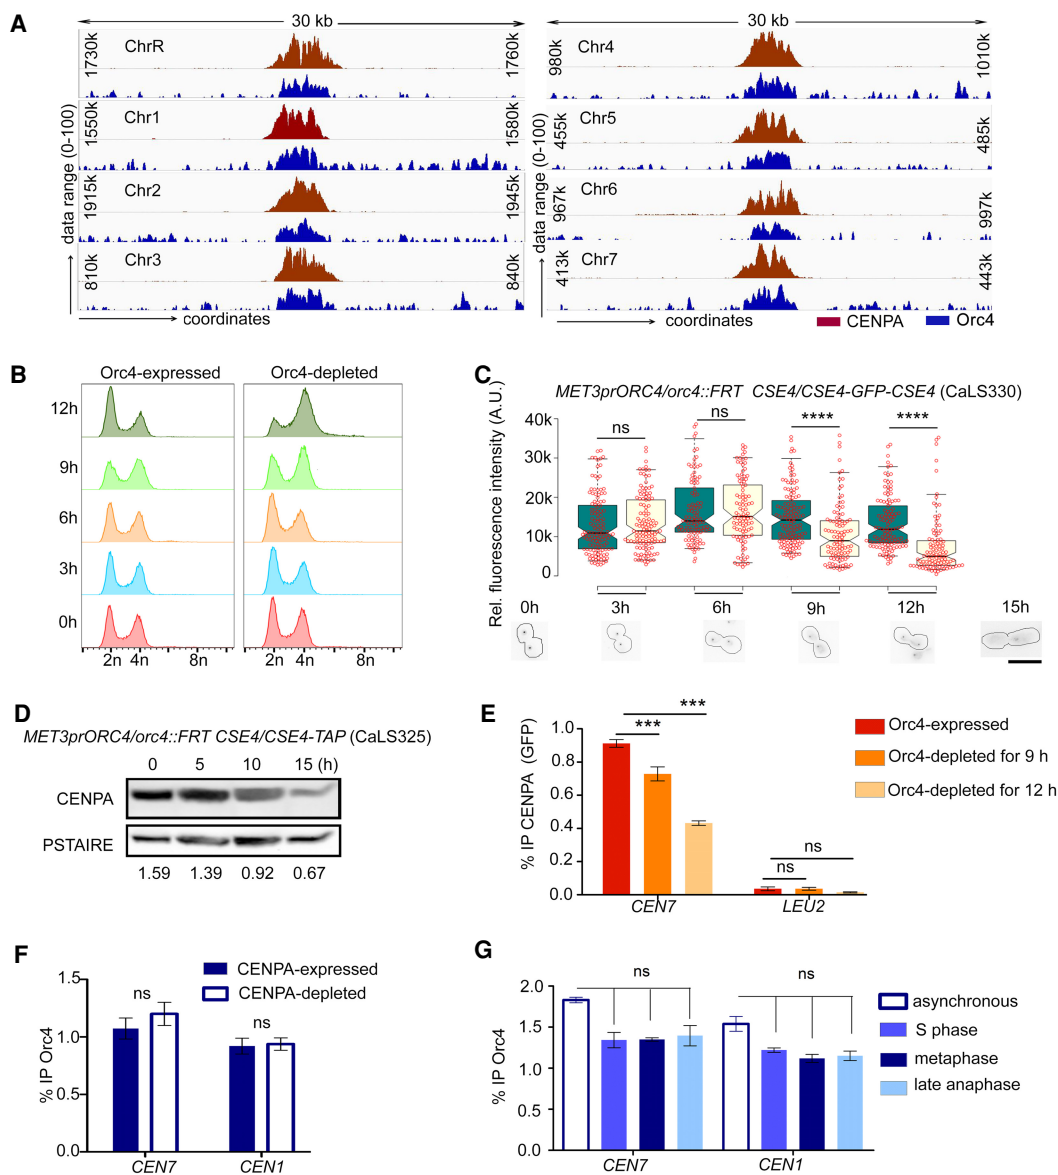 A
30 kb
30 kb
data range (0-100)
1730k
ChrR
1760k
1550k
Chr1
1580k
1915k
Chr2
1945k
810k
Chr3
840k
coordinates
data range (0-100)
980k
Chr4
1010k
455k
Chr5
485k
967k
Chr6
997k
413k
Chr7
443k
coordinates
CENPA
Orc4
B
Orc4-expressed
Orc4-depleted
12h
9h
6h
3h
0h
2n 4n 8n
2n 4n 8n
C
MET3prORC4/orc4::FRT CSE4/CSE4-GFP-CSE4 (CaLS330)
Rel. fluorescence intensity (A.U.)
40k
30k
20k
10k
0
ns
ns
****
****
0h
3h
6h
9h
12h
15h
D
MET3prORC4/orc4::FRT CSE4/CSE4-TAP (CaLS325)
0 5 10 15 (h)
CENPA
PSTAIRE
1.59 1.39 0.92 0.67
E
% IP CENPA (GFP)
1.0
0.8
0.6
0.4
0.2
0.0
***
***
ns
ns
CEN7
LEU2
Orc4-expressed
Orc4-depleted for 9 h
Orc4-depleted for 12 h
F
% IP Orc4
1.5
1.0
0.5
0.0
ns
ns
CEN7
CEN1
CENPA-expressed
CENPA-depleted
G
% IP Orc4
2.0
1.5
1.0
0.5
0.0
ns
ns
CEN7
CEN1
asynchronous
S phase
metaphase
late anaphase